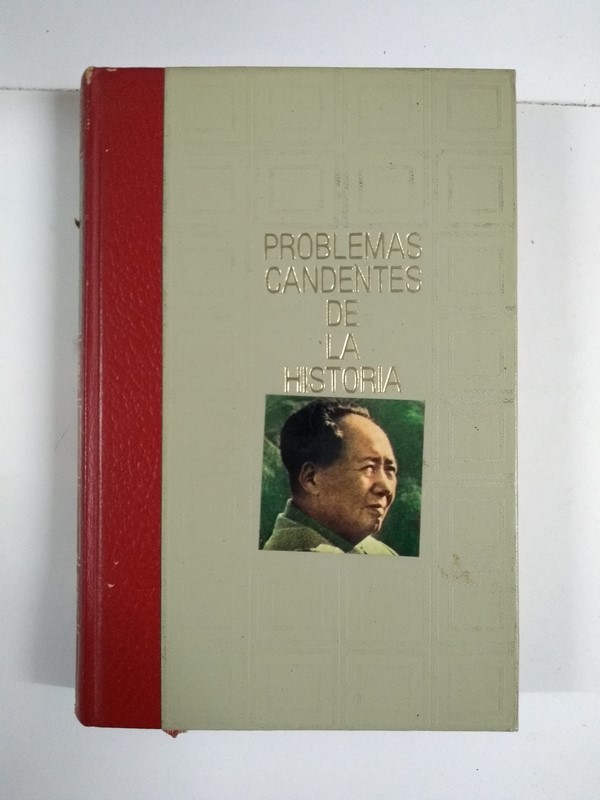 PROBLEMAS
CANDENTES
DE
LA
HISTORIA